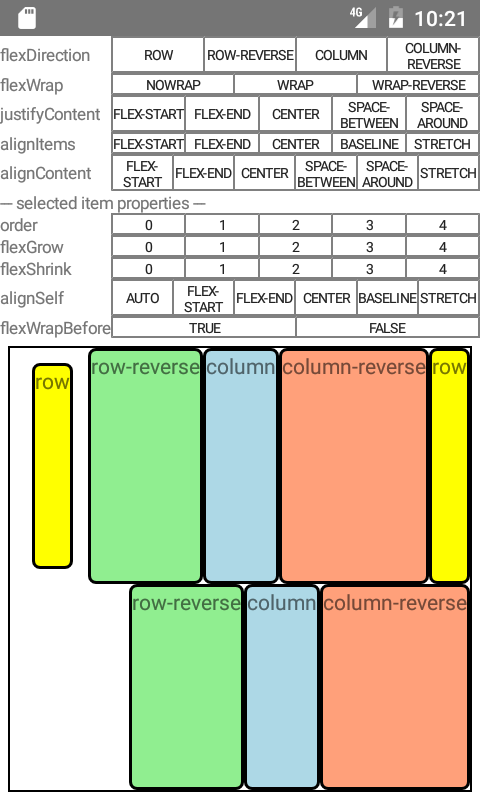 4G 10:21
flexDirection ROW ROW-REVERSE COLUMN COLUMN-REVERSE
flexWrap NOWRAP WRAP WRAP-REVERSE
justifyContent FLEX-START FLEX-END CENTER SPACE-BETWEEN SPACE-AROUND
alignItems FLEX-START FLEX-END CENTER BASELINE STRETCH
alignContent FLEX-START FLEX-END CENTER SPACE-BETWEEN SPACE-AROUND STRETCH
— selected item properties —
order 0 1 2 3 4
flexGrow 0 1 2 3 4
flexShrink 0 1 2 3 4
alignSelf AUTO FLEX-START FLEX-END CENTER BASELINE STRETCH
flexWrapBefore TRUE FALSE
row row-reverse column column-reverse row
row-reverse column column-reverse